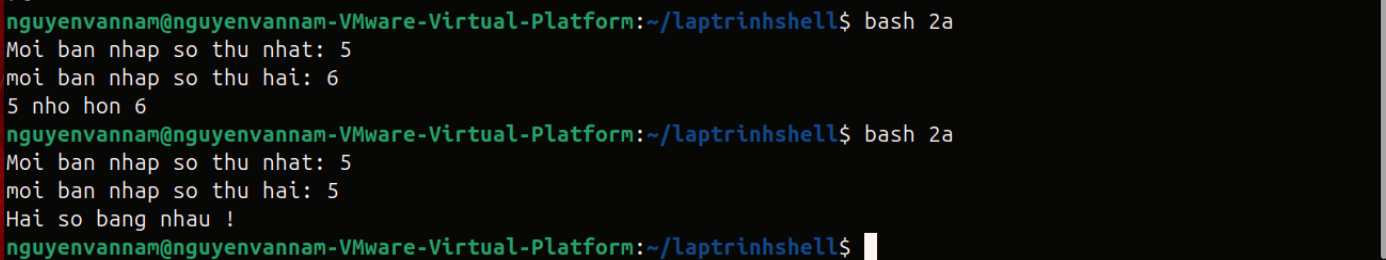 nguyenvannam@nguyenvannam-VMware-Virtual-Platform:~/laptrinhshell$ bash 2a
Moi ban nhap so thu nhat: 5
moi ban nhap so thu hai: 6
5 nho hon 6
nguyenvannam@nguyenvannam-VMware-Virtual-Platform:~/laptrinhshell$ bash 2a
Moi ban nhap so thu nhat: 5
moi ban nhap so thu hai: 5
Hai so bang nhau !
nguyenvannam@nguyenvannam-VMware-Virtual-Platform:~/laptrinhshell$